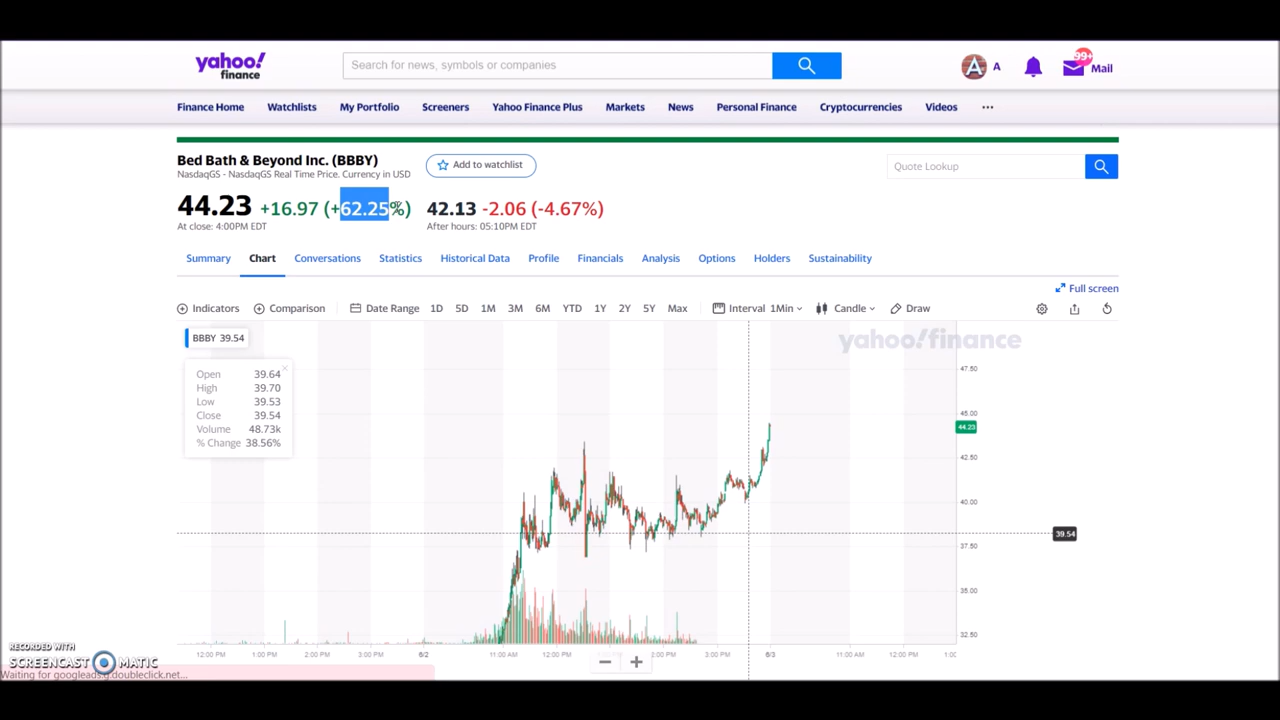 yahoo!
finance
Search for news, symbols or companies
A
A
99+
Mail
Finance Home Watchlists My Portfolio Screeners Yahoo Finance Plus Markets News Personal Finance Cryptocurrencies Videos ...
Bed Bath & Beyond Inc. (BBBY)
Add to watchlist
Quote Lookup
NasdaqGS - NasdaqGS Real Time Price. Currency in USD
44.23 +16.97 (+62.25%) 42.13 -2.06 (-4.67%)
At close: 4:00PM EDT After hours: 05:10PM EDT
Summary Chart Conversations Statistics Historical Data Profile Financials Analysis Options Holders Sustainability
Full screen
Indicators Comparison Date Range 1D 5D 1M 3M 6M YTD 1Y 2Y 5Y Max Interval 1Min Candle Draw
BBBY 39.54
yahoo!finance
Open 39.64
High 39.70
Low 39.53
Close 39.54
Volume 48.73k
% Change 38.56%
47.50
45.00
44.23
42.50
40.00
39.54
37.50
35.00
32.50
12:00 PM 1:00 PM 2:00 PM 3:00 PM 6/2 11:00 AM 12:00 PM 2:00 PM 3:00 PM 6/3 11:00 AM 12:00 PM 1:0
RECORDED WITH
SCREENCAST MATIC
Waiting for googleads.g.doubleclick.net...